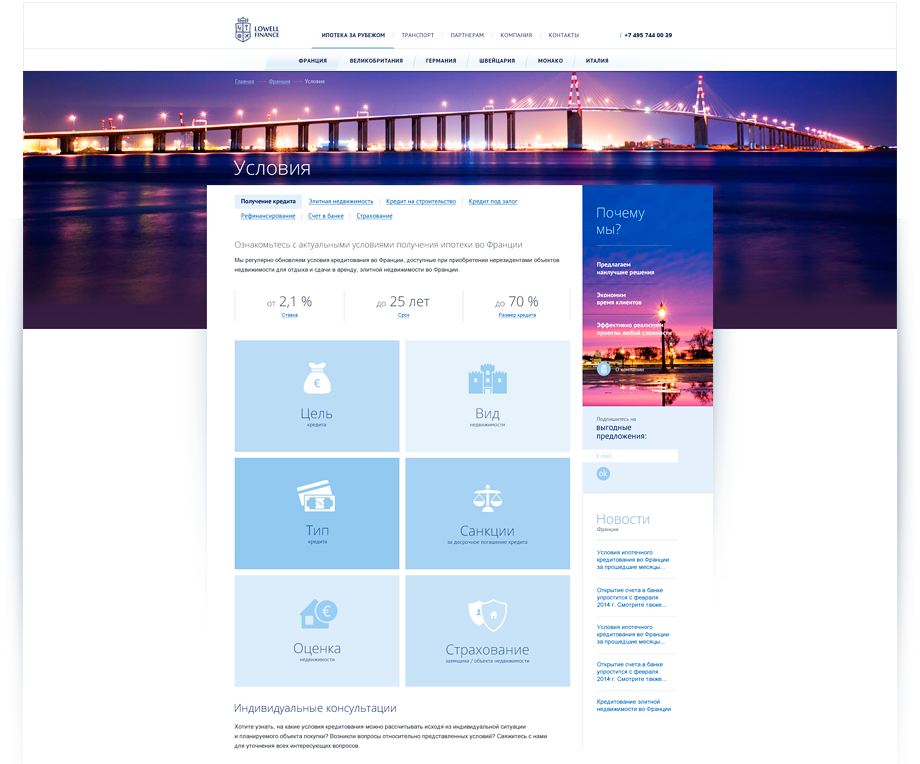 LOWELL
FINANCE
ИПОТЕКА ЗА РУБЕЖОМ
ТРАНСПОРТ
ПАРТНЕРАМ
КОМПАНИЯ
КОНТАКТЫ
+7 495 744 00 39
ФРАНЦИЯ
ВЕЛИКОБРИТАНИЯ
ГЕРМАНИЯ
ШВЕЙЦАРИЯ
МОНАКО
ИТАЛИЯ
Главная → Франция → Условия
Условия
Получение кредита
Элитная недвижимость
Кредит на строительство
Кредит под залог
Рефинансирование
Счет в банке
Страхование
Ознакомьтесь с актуальными условиями получения ипотеки во Франции
Мы регулярно обновляем условия кредитования во Франции, доступные при приобретении нерезидентами объектов
недвижимости для отдыха и сдачи в аренду, элитной недвижимости во Франции.
от 2,1 %
Ставка
до 25 лет
Срок
до 70 %
Размер кредита
Цель
кредита
Вид
недвижимости
Тип
кредита
Санкции
за досрочное погашение кредита
Оценка
недвижимости
Страхование
заемщика / объекта недвижимости
Индивидуальные консультации
Хотите узнать, на какие условия кредитования можно рассчитывать исходя из индивидуальной ситуации
и планируемого объекта покупки? Возникли вопросы относительно представленных условий? Свяжитесь с нами
для уточнения всех интересующих вопросов.
Почему
мы?
Предлагаем
наилучшие решения
Экономим
время клиентов
Эффективно реализуем
проекты любой сложности
О компании
Подпишитесь на
выгодные
предложения:
E-mail
ok
Новости
Франция
Условия ипотечного
кредитования во Франции
за прошедшие месяцы...
Открытие счета в банке
упростится с февраля
2014 г. Смотрите также...
Условия ипотечного
кредитования во Франции
за прошедшие месяцы...
Открытие счета в банке
упростится с февраля
2014 г. Смотрите также...
Кредитование элитной
недвижимости во Франции